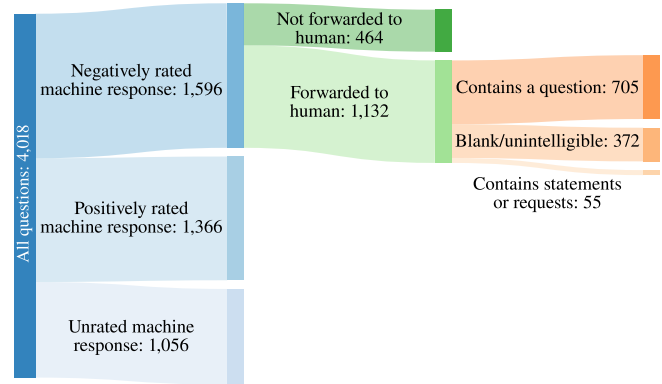 All questions: 4,018
Negatively rated
machine response: 1,596
Positively rated
machine response: 1,366
Unrated machine
response: 1,056
Not forwarded to
human: 464
Forwarded to
human: 1,132
Contains a question: 705
Blank/unintelligible: 372
Contains statements
or requests: 55